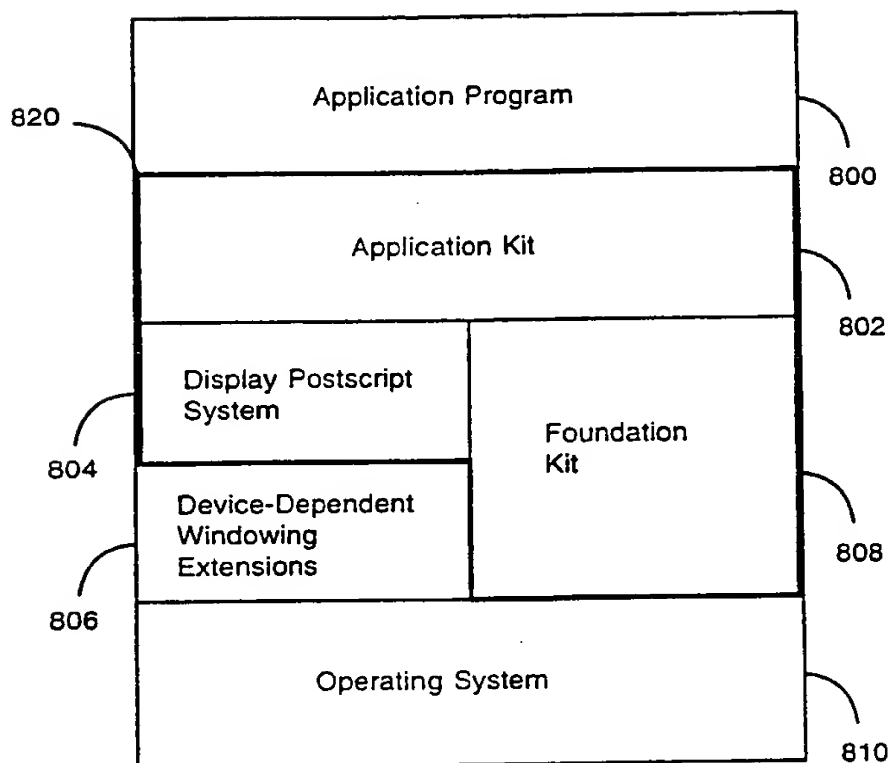 Application Program
820
800
Application Kit
802
Display Postscript
System
Foundation
Kit
804
Device-Dependent
Windowing
Extensions
808
806
Operating System
810